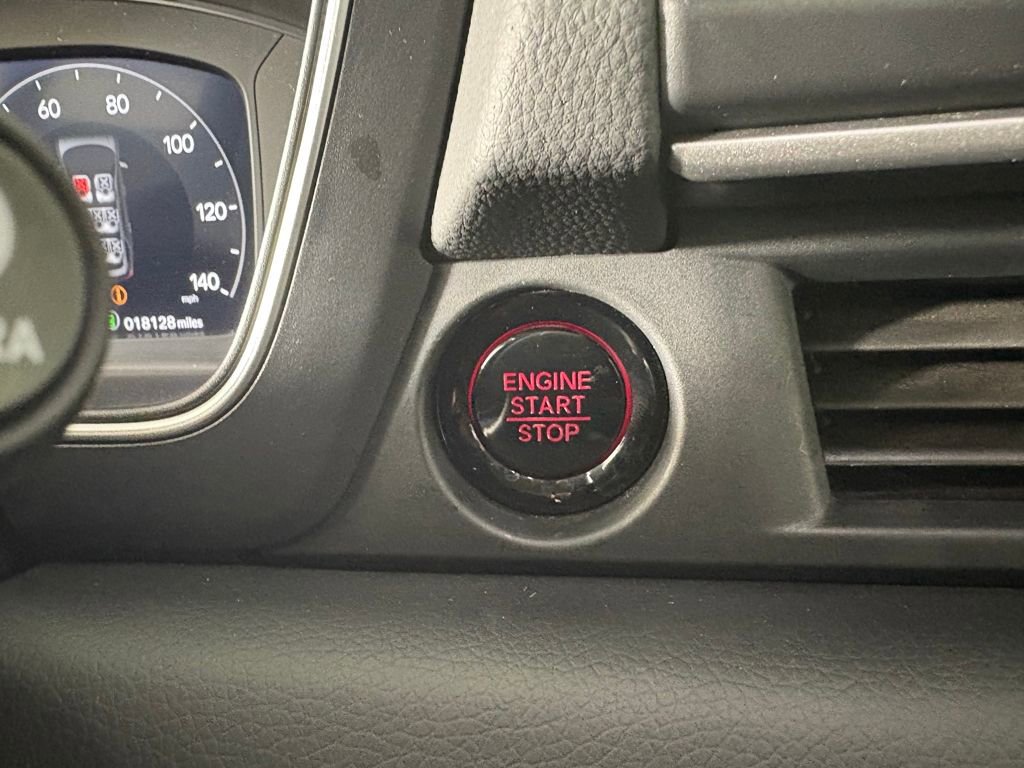 60
80
100
120
140
mph
018128 miles
ENGINE
START
STOP